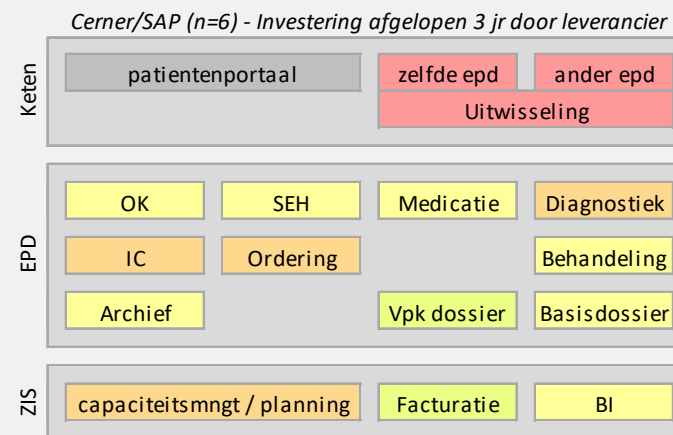 Cerner/SAP (n=6) - Investering afgelopen 3 jr door leverancier
Keten
patientenportaal
zelfde epd
ander epd
Uitwisseling
EPD
OK
SEH
Medicatie
Diagnostiek
IC
Ordering
Behandeling
Archief
Vpk dossier
Basisdossier
ZIS
capaciteitsmngt / planning
Facturatie
BI